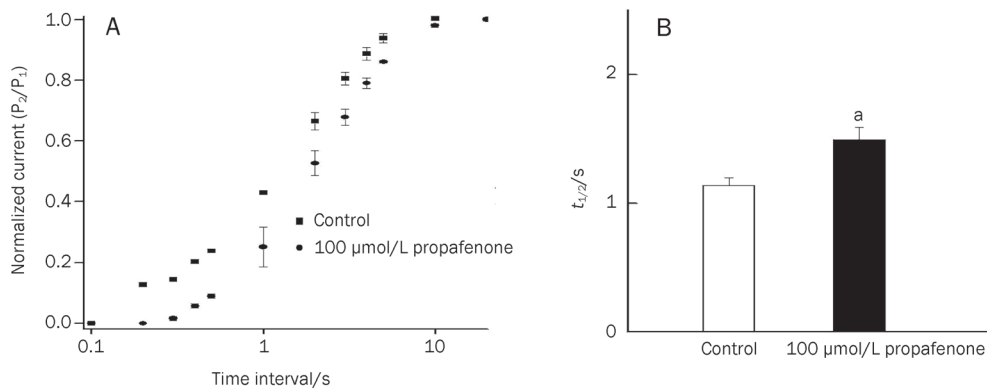 A
Normalized current (P₂/P₁)
1.0
0.8
0.6
0.4
0.2
0.0
0.1
1
10
Time interval/s
Control
100 μmol/L propafenone
B
t₁/₂/s
2
1
0
a
Control
100 μmol/L propafenone